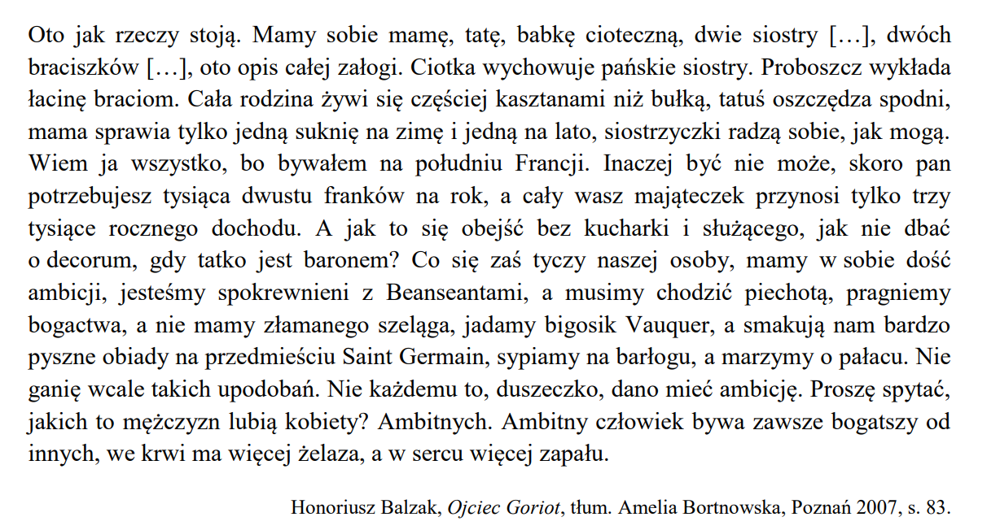 Oto jak rzeczy stoją. Mamy sobie mamę, tatę, babkę cioteczną, dwie siostry […], dwóch
braciszków […], oto opis całej załogi. Ciotka wychowuje pańskie siostry. Proboszcz wykłada
łacinę braciom. Cała rodzina żywi się częściej kasztanami niż bułką, tatuś oszczędza spodni,
mama sprawia tylko jedną suknię na zimę i jedną na lato, siostrzyczki radzą sobie, jak mogą.
Wiem ja wszystko, bo bywałem na południu Francji. Inaczej być nie może, skoro pan
potrzebujesz tysiąca dwustu franków na rok, a cały wasz mająteczek przynosi tylko trzy
tysiące rocznego dochodu. A jak to się obejść bez kucharki i służącego, jak nie dbać
o decorum, gdy tatko jest baronem? Co się zaś tyczy naszej osoby, mamy w sobie dość
ambicji, jesteśmy spokrewnieni z Beanseantami, a musimy chodzić piechotą, pragniemy
bogactwa, a nie mamy złamanego szeląga, jadamy bigosik Vauquer, a smakują nam bardzo
pyszne obiady na przedmieściu Saint Germain, sypiamy na barłogu, a marzymy o pałacu. Nie
ganię wcale takich upodobań. Nie każdemu to, duszeczko, dano mieć ambicję. Proszę spytać,
jakich to mężczyzn lubią kobiety? Ambitnych. Ambitny człowiek bywa zawsze bogatszy od
innych, we krwi ma więcej żelaza, a w sercu więcej zapału.
Honoriusz Balzak, Ojciec Goriot, tłum. Amelia Bortnowska, Poznań 2007, s. 83.